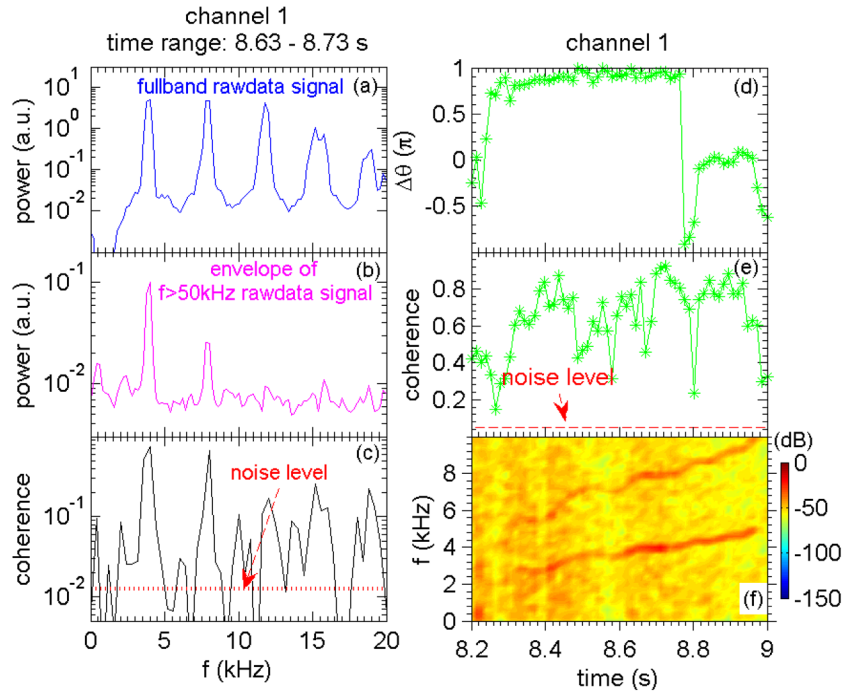 channel 1
time range: 8.63 - 8.73 s
channel 1
fullband rawdata signal
(a)
power (a.u.)
10^1
10^0
10^-1
10^-2
envelope of
f>50kHz rawdata signal
(b)
power (a.u.)
10^-1
10^-2
(c)
noise level
coherence
10^-1
10^-2
0 5 10 15 20
f (kHz)
(d)
Δθ (π)
1
0.5
0
-0.5
(e)
coherence
0.8
0.6
0.4
0.2
noise level
(dB)
0
-50
-100
-150
(f)
f (kHz)
8
6
4
2
0
8.2 8.4 8.6 8.8 9
time (s)